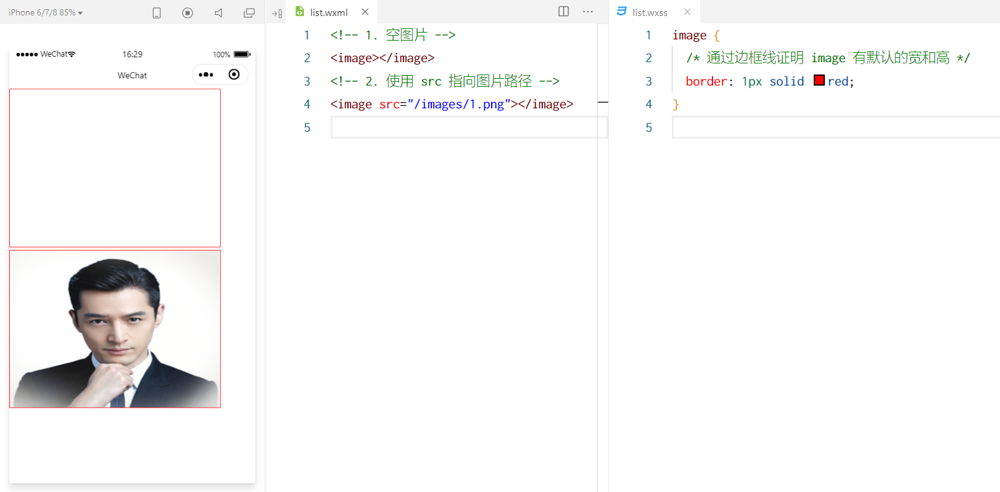 iPhone 6/7/8 85%
WeChat
16:29
100%
WeChat
list.wxml
1 <!-- 1. 空图片 -->
2 <image></image>
3 <!-- 2. 使用 src 指向图片路径 -->
4 <image src="/images/1.png"></image>
5
list.wxss
1 image {
2 /* 通过边框线证明 image 有默认的宽和高 */
3 border: 1px solid red;
4 }
5